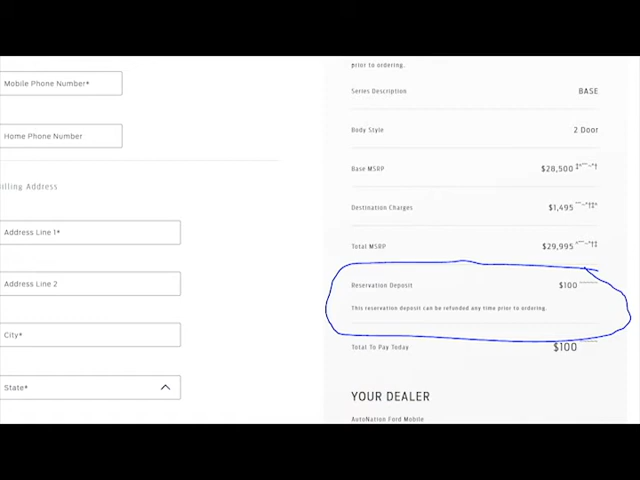 prior to ordering.
Mobile Phone Number*
Series Description BASE
Home Phone Number
Body Style 2 Door
Base MSRP $28,500
illing Address
Destination Charges $1,495
Address Line 1*
Total MSRP $29,995
Address Line 2
Reservation Deposit $100
This reservation deposit can be refunded any time prior to ordering.
City*
Total To Pay Today $100
State*
YOUR DEALER
AutoNation Ford Mobile